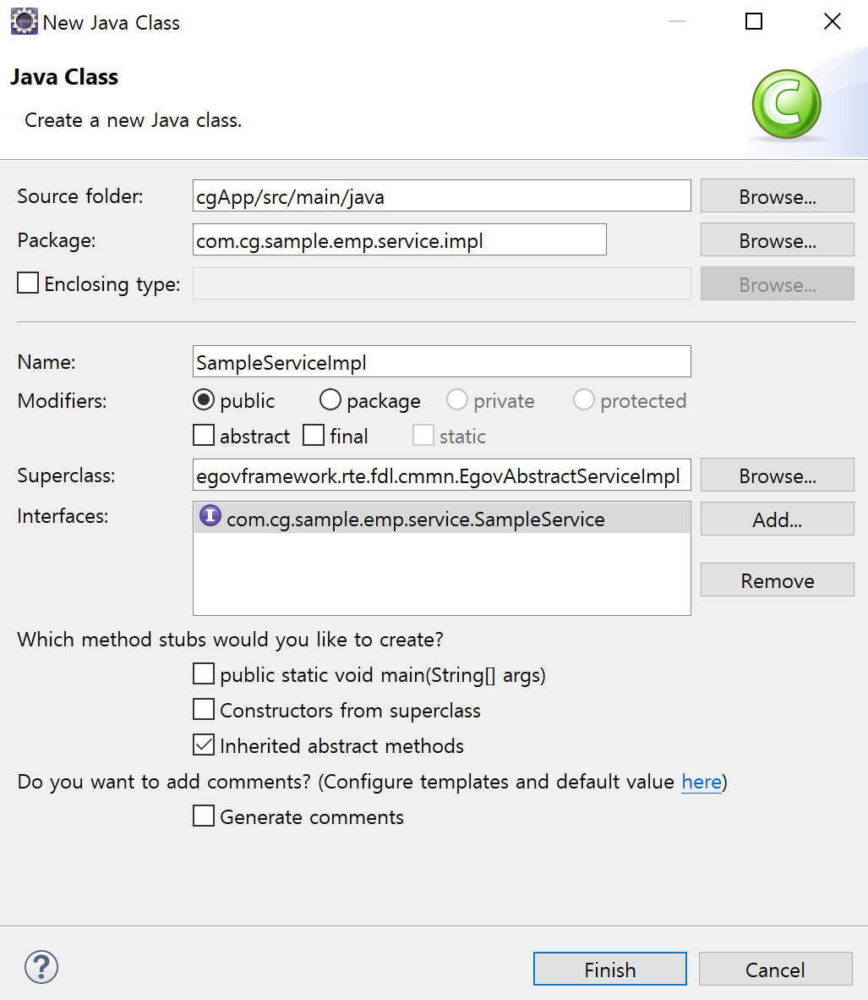 New Java Class
Java Class
Create a new Java class.
Source folder: cgApp/src/main/java Browse...
Package: com.cg.sample.emp.service.impl Browse...
Enclosing type: Browse...
Name: SampleServiceImpl
Modifiers: public package private protected
abstract final static
Superclass: egovframework.rte.fdl.cmmn.EgovAbstractServiceImpl Browse...
Interfaces: I com.cg.sample.emp.service.SampleService Add...
Remove
Which method stubs would you like to create?
public static void main(String[] args)
Constructors from superclass
Inherited abstract methods
Do you want to add comments? (Configure templates and default value here)
Generate comments
? Finish Cancel